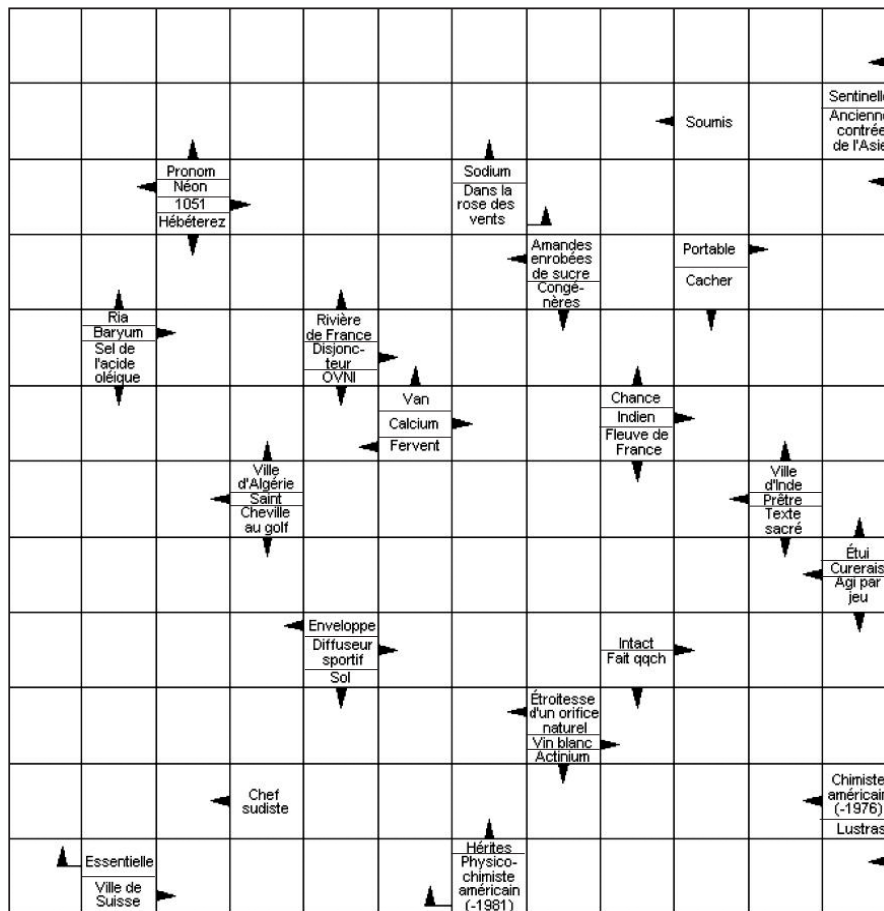 Soumis
Sentinelle
Ancienne
contrée
de l'Asie
Pronom
Néon
1051
Hébéterez
Sodium
Dans la
rose des
vents
Amandes
enrobées
de sucre
Congé-
nères
Portable
Cacher
Ria
Baryum
Sel de
l'acide
oléique
Rivière
de France
Disjonc-
teur
OVNI
Van
Calcium
Fervent
Chance
Indien
Fleuve de
France
Ville
d'Algérie
Saint
Cheville
au golf
Ville
d'Inde
Prêtre
Texte
sacré
Étui
Curerais
Agi par
jeu
Enveloppe
Diffuseur
sportif
Sol
Intact
Fait qqch
Étroitesse
d'un orifice
naturel
Vin blanc
Actinium
Chef
sudiste
Chimiste
américain
(-1976)
Lustras
Essentielle
Ville de
Suisse
Hérites
Physico-
chimiste
américain
(-1981)